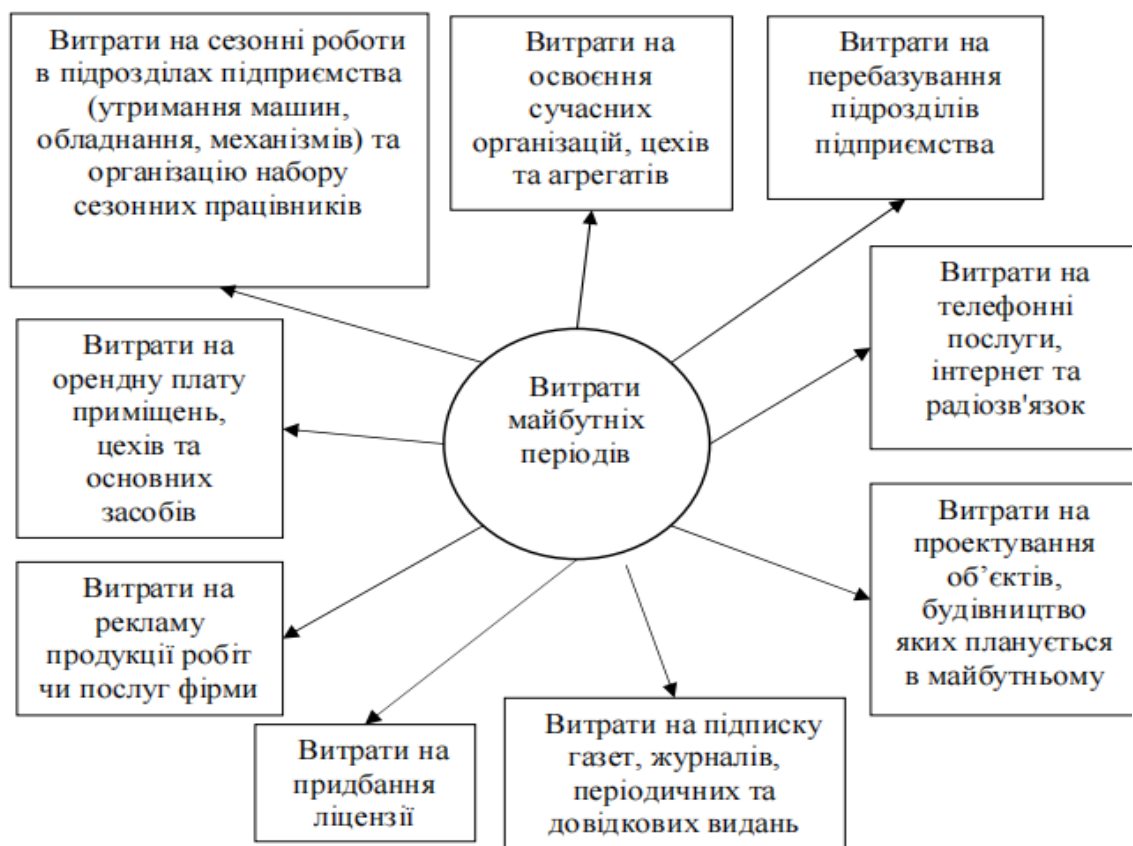 Витрати на сезонні роботи
в підрозділах підприємства
(утримання машин,
обладнання, механізмів) та
організацію набору
сезонних працівників
Витрати на
освоєння
сучасних
організацій, цехів
та агрегатів
Витрати на
перебазування
підрозділів
підприємства
Витрати на
телефонні
послуги,
інтернет та
радіозв'язок
Витрати на
орендну плату
приміщень,
цехів та
основних
засобів
Витрати
майбутніх
періодів
Витрати на
проектування
об’єктів,
будівництво
яких планується
в майбутньому
Витрати на
рекламу
продукції робіт
чи послуг фірми
Витрати на
придбання
ліцензії
Витрати на підписку
газет, журналів,
періодичних та
довідкових видань